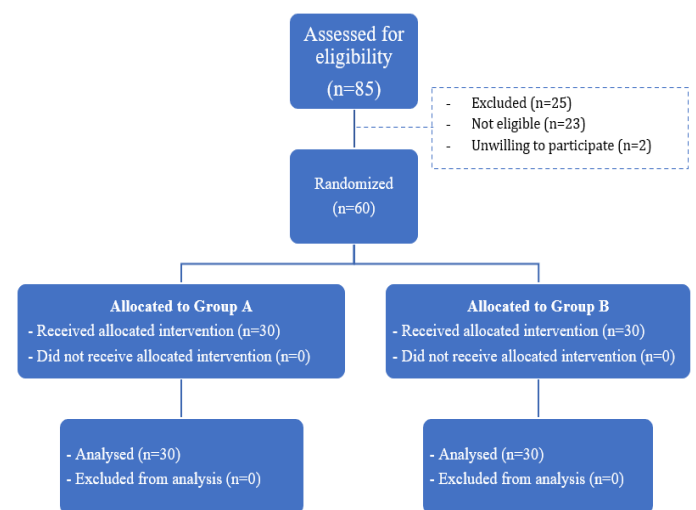 Assessed for
eligibility
(n=85)
- Excluded (n=25)
- Not eligible (n=23)
- Unwilling to participate (n=2)
Randomized
(n=60)
Allocated to Group A
- Received allocated intervention (n=30)
- Did not receive allocated intervention (n=0)
Allocated to Group B
- Received allocated intervention (n=30)
- Did not receive allocated intervention (n=0)
- Analysed (n=30)
- Excluded from analysis (n=0)
- Analysed (n=30)
- Excluded from analysis (n=0)